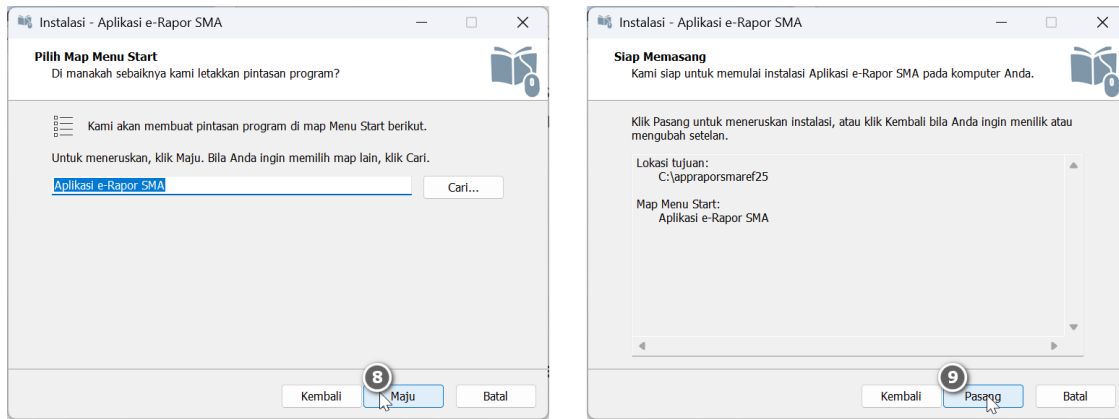 Instalasi - Aplikasi e-Rapor SMA
Pilih Map Menu Start
Di manakah sebaiknya kami letakkan pintasan program?
Kami akan membuat pintasan program di map Menu Start berikut.
Untuk meneruskan, klik Maju. Bila Anda ingin memilih map lain, klik Cari.
Aplikasi e-Rapor SMA
Cari...
8
Kembali
Maju
Batal
Instalasi - Aplikasi e-Rapor SMA
Siap Memasang
Kami siap untuk memulai instalasi Aplikasi e-Rapor SMA pada komputer Anda.
Klik Pasang untuk meneruskan instalasi, atau klik Kembali bila Anda ingin menilik atau
mengubah setelan.
Lokasi tujuan:
C:\appraporsmaref25
Map Menu Start:
Aplikasi e-Rapor SMA
9
Kembali
Pasang
Batal